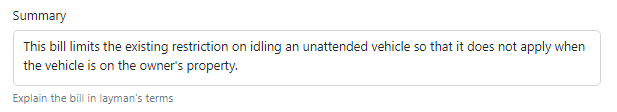 Summary
This bill limits the existing restriction on idling an unattended vehicle so that it does not apply when
the vehicle is on the owner's property.
Explain the bill in layman's terms